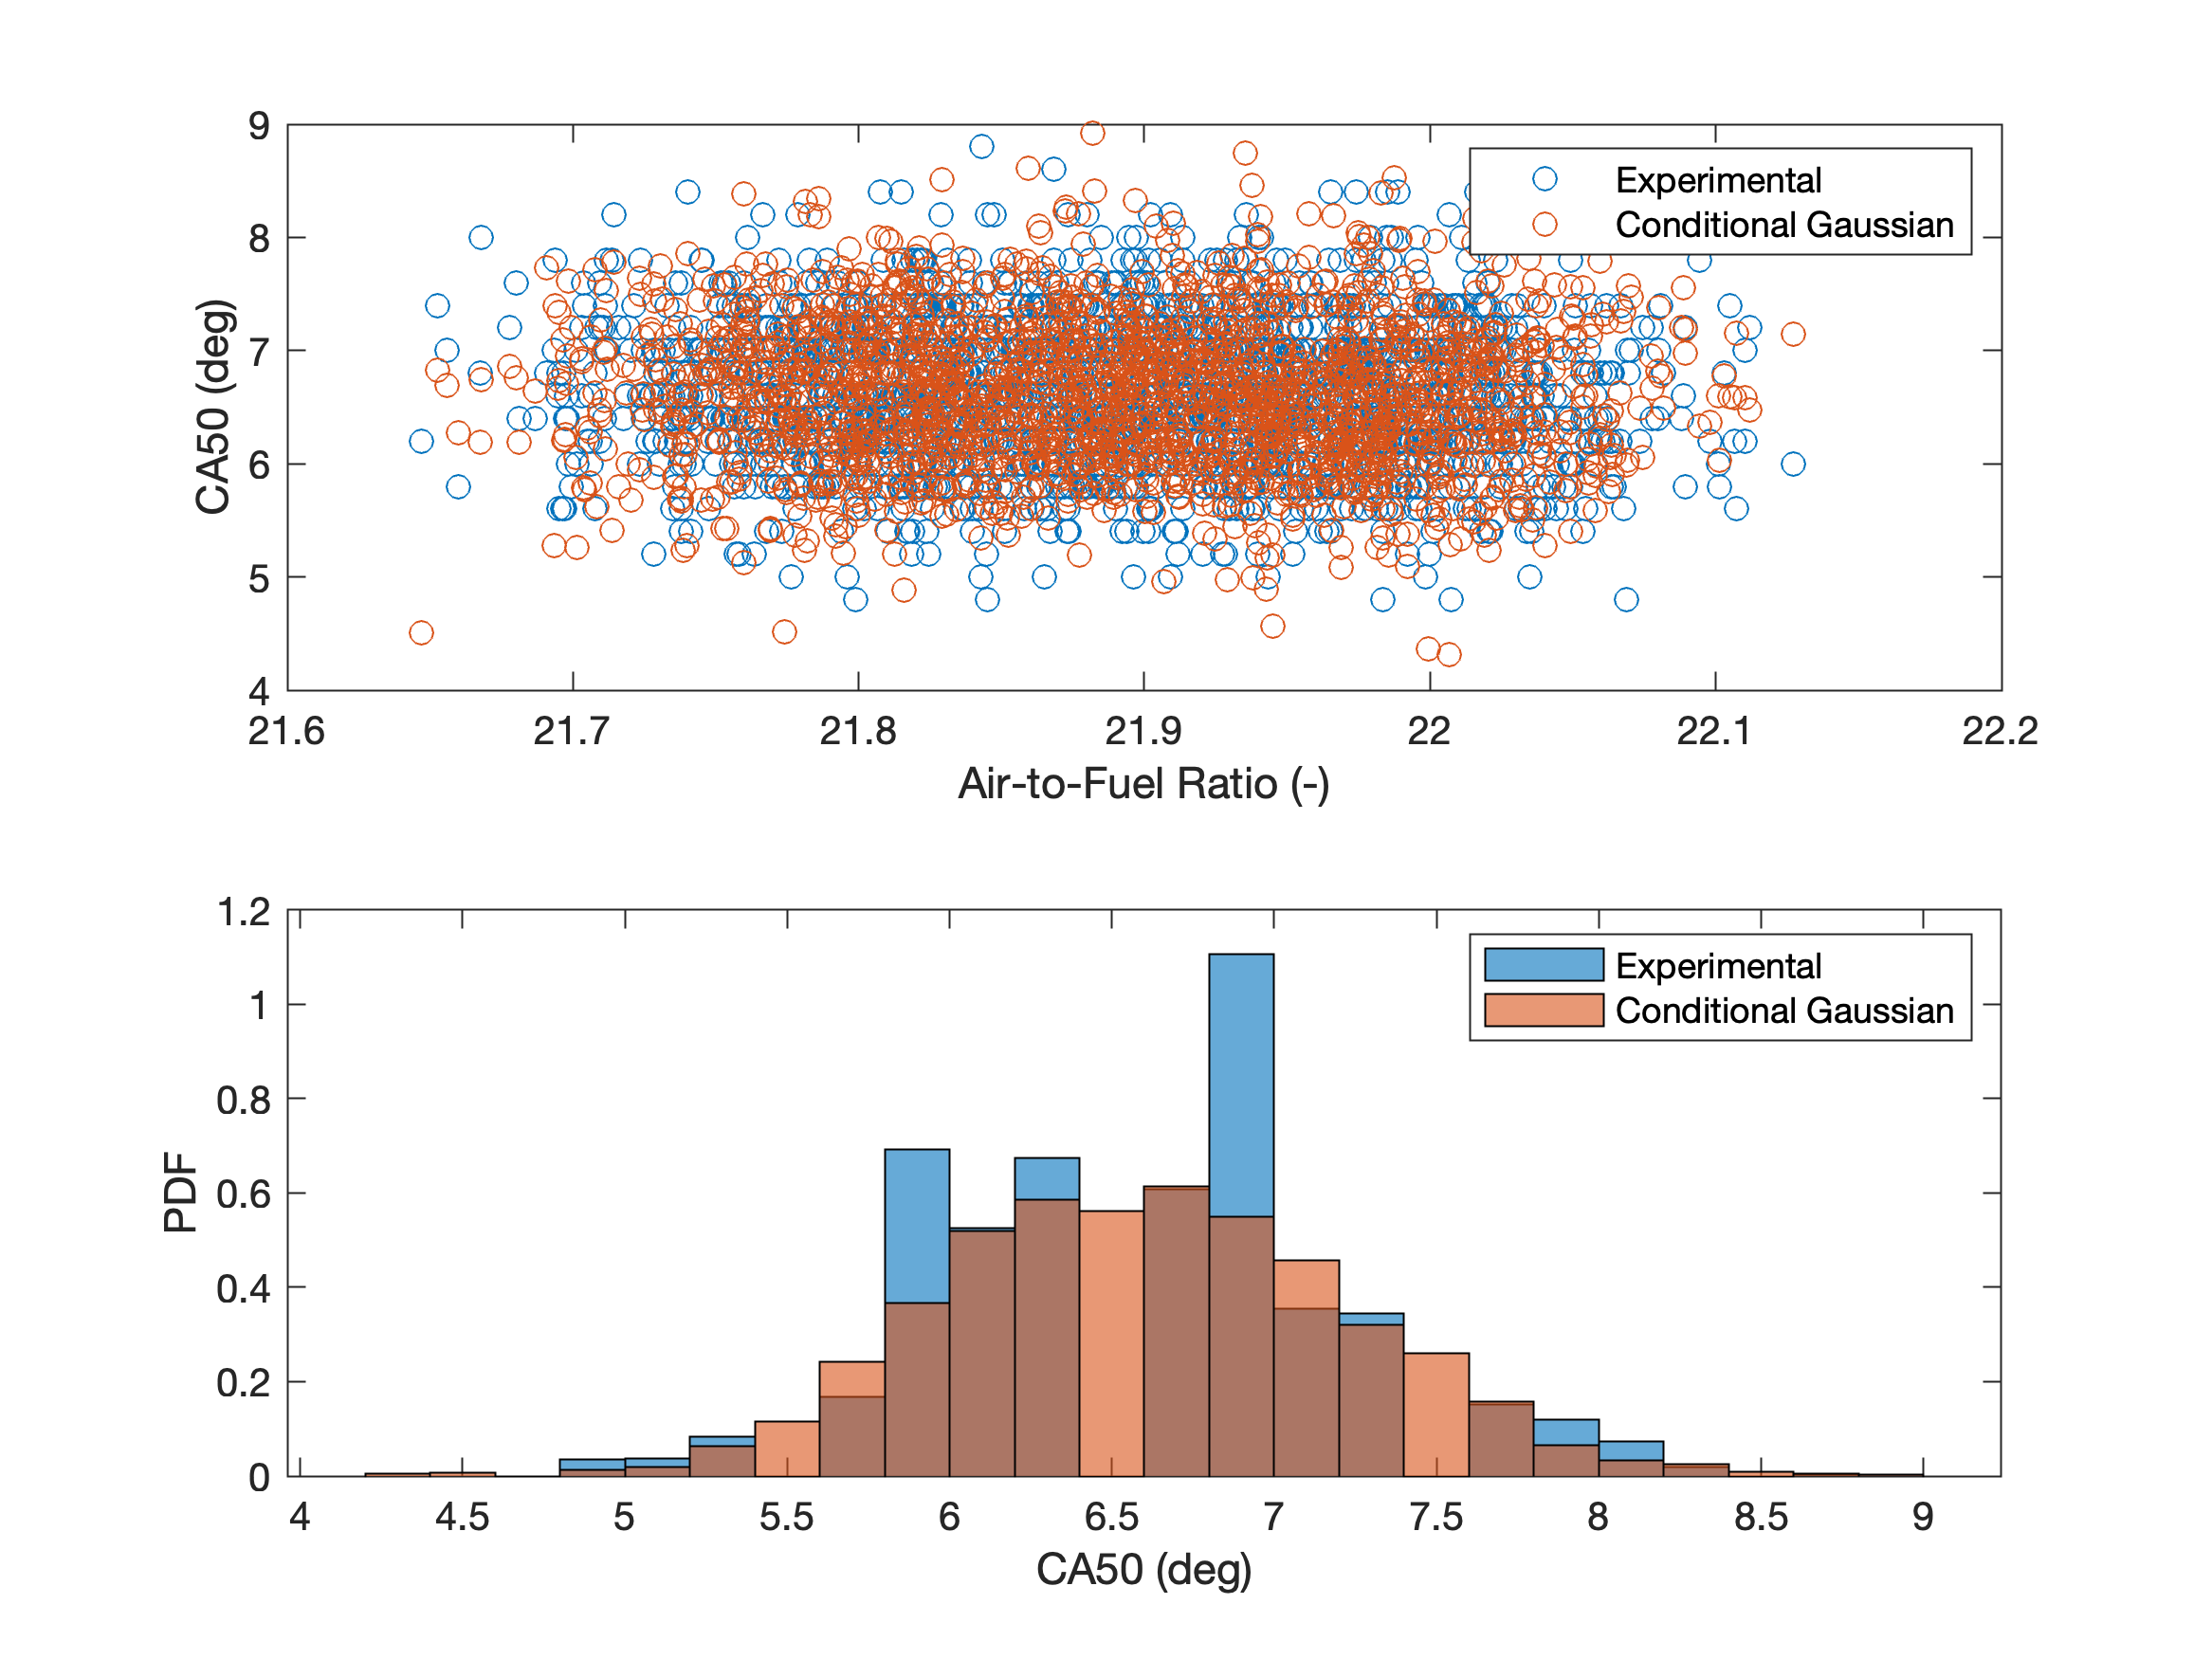 9
8
7
6
5
4
CA50 (deg)
21.6 21.7 21.8 21.9 22 22.1 22.2
Air-to-Fuel Ratio (-)
Experimental
Conditional Gaussian
1.2
1
0.8
0.6
0.4
0.2
0
PDF
4 4.5 5 5.5 6 6.5 7 7.5 8 8.5 9
CA50 (deg)
Experimental
Conditional Gaussian